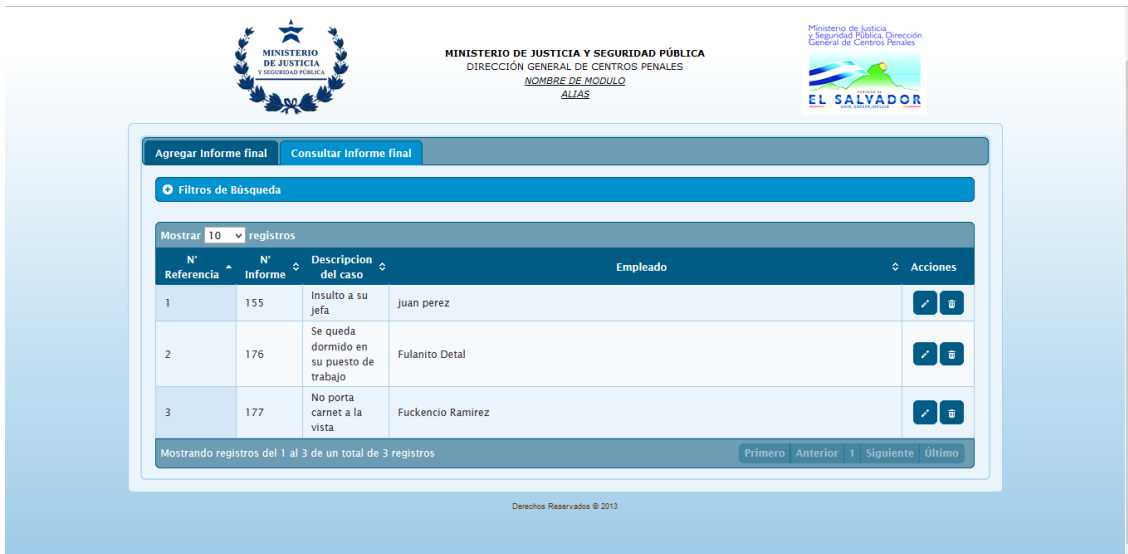 MINISTERIO
DE JUSTICIA
Y SEGURIDAD PÚBLICA
MINISTERIO DE JUSTICIA Y SEGURIDAD PÚBLICA
DIRECCIÓN GENERAL DE CENTROS PENALES
NOMBRE DE MODULO
ALIAS
Ministerio de Justicia
y Seguridad Pública, Dirección
General de Centros Penales
GOBIERNO DE
EL SALVADOR
UNIR, CRECER, INCLUIR
Agregar Informe final
Consultar Informe final
Filtros de Búsqueda
Mostrar 10 registros
N°
Referencia
N°
Informe
Descripcion
del caso
Empleado
Acciones
1
155
Insulto a su
jefa
juan perez
2
176
Se queda
dormido en
su puesto de
trabajo
Fulanito Detal
3
177
No porta
carnet a la
vista
Fuckencio Ramirez
Mostrando registros del 1 al 3 de un total de 3 registros
Primero Anterior 1 Siguiente Último
Derechos Reservados © 2013